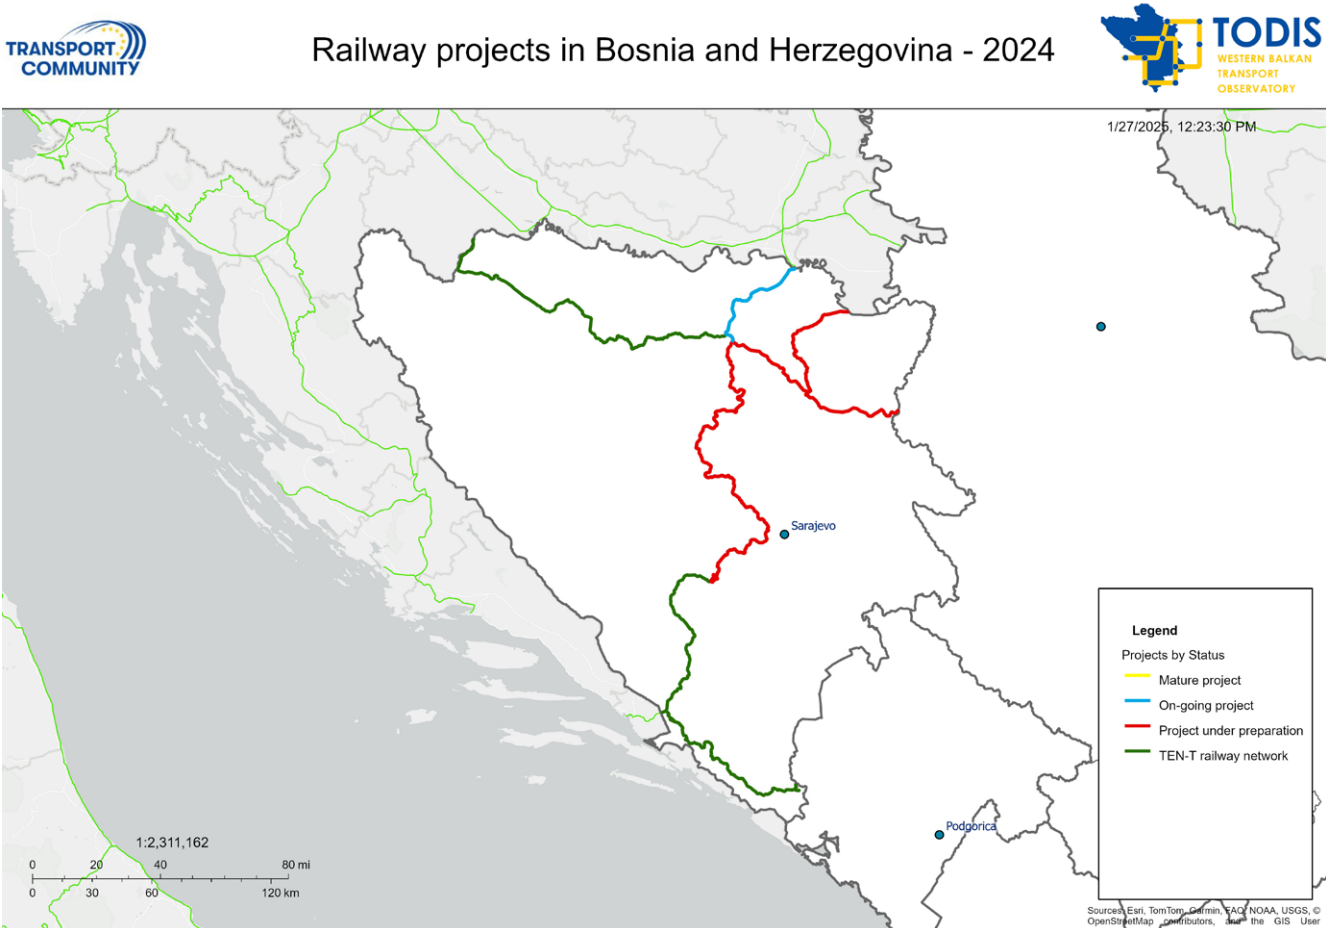 TRANSPORT
COMMUNITY
Railway projects in Bosnia and Herzegovina - 2024
TODIS
WESTERN BALKAN
TRANSPORT
OBSERVATORY
1/27/2025, 12:23:30 PM
Sarajevo
Legend
Projects by Status
Mature project
On-going project
Project under preparation
TEN-T railway network
Podgorica
1:2,311,162
0 20 40 80 mi
0 30 60 120 km
Sources: Esri, TomTom, Garmin, FAO, NOAA, USGS, ©
OpenStreetMap contributors, and the GIS User